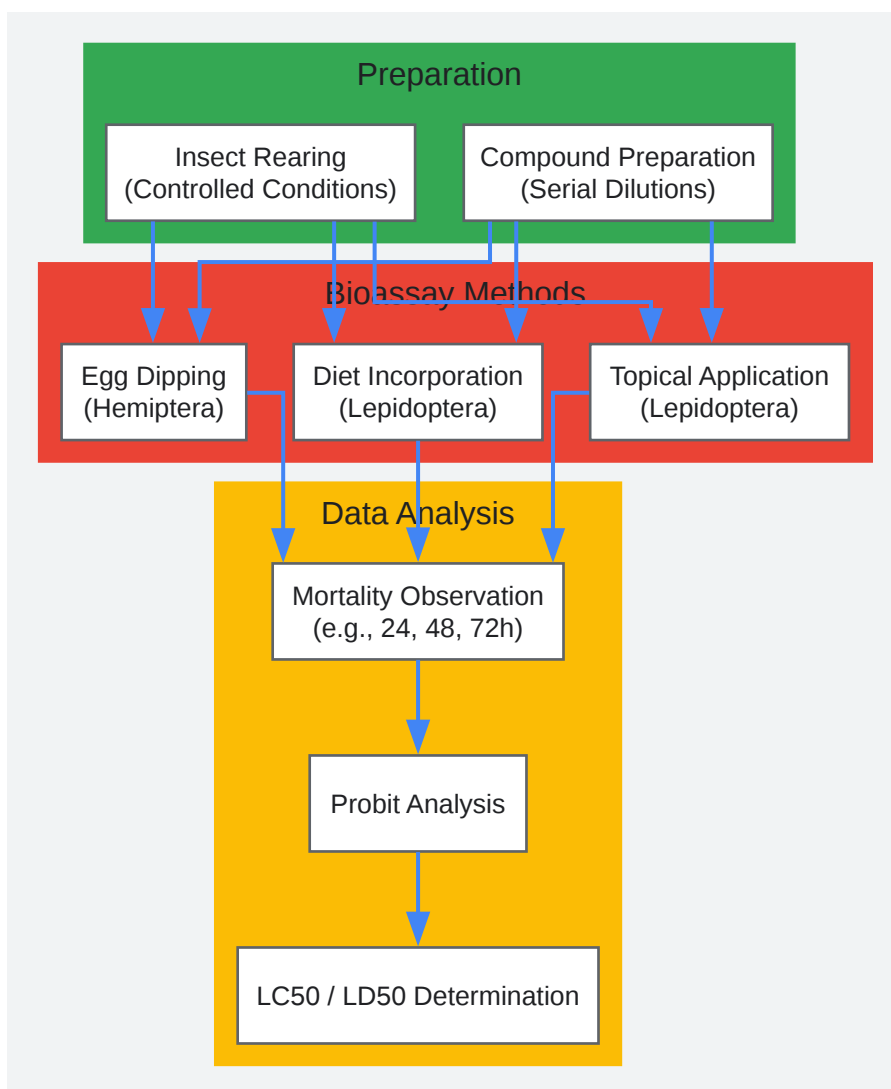 Preparation
Insect Rearing
(Controlled Conditions)
Compound Preparation
(Serial Dilutions)
Bioassay Methods
Egg Dipping
(Hemiptera)
Diet Incorporation
(Lepidoptera)
Topical Application
(Lepidoptera)
Data Analysis
Mortality Observation
(e.g., 24, 48, 72h)
Probit Analysis
LC50 / LD50 Determination